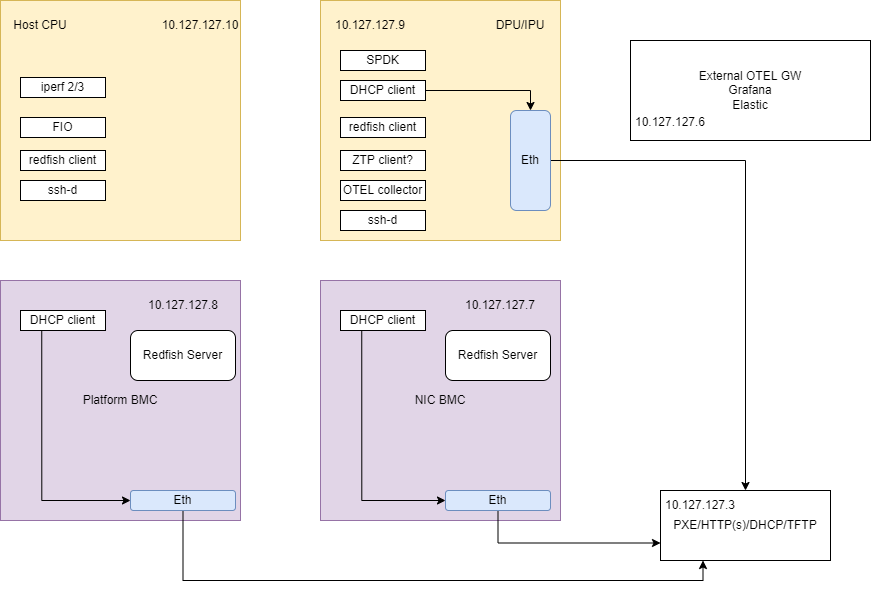 Host CPU
10.127.127.10
iperf 2/3
FIO
redfish client
ssh-d
10.127.127.9
DPU/IPU
SPDK
DHCP client
redfish client
ZTP client?
OTEL collector
ssh-d
Eth
External OTEL GW
Grafana
Elastic
10.127.127.6
10.127.127.8
DHCP client
Redfish Server
Platform BMC
Eth
10.127.127.7
DHCP client
Redfish Server
NIC BMC
Eth
10.127.127.3
PXE/HTTP(s)/DHCP/TFTP